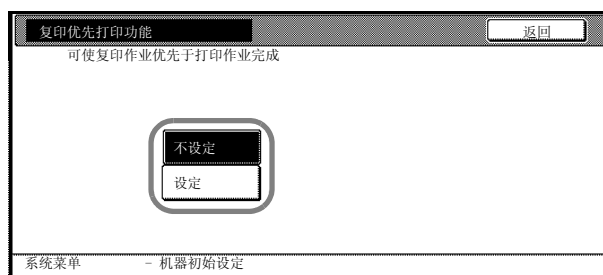 复印优先打印功能 返回
可使复印作业优先于打印作业完成
不设定
设定
系统菜单 - 机器初始设定